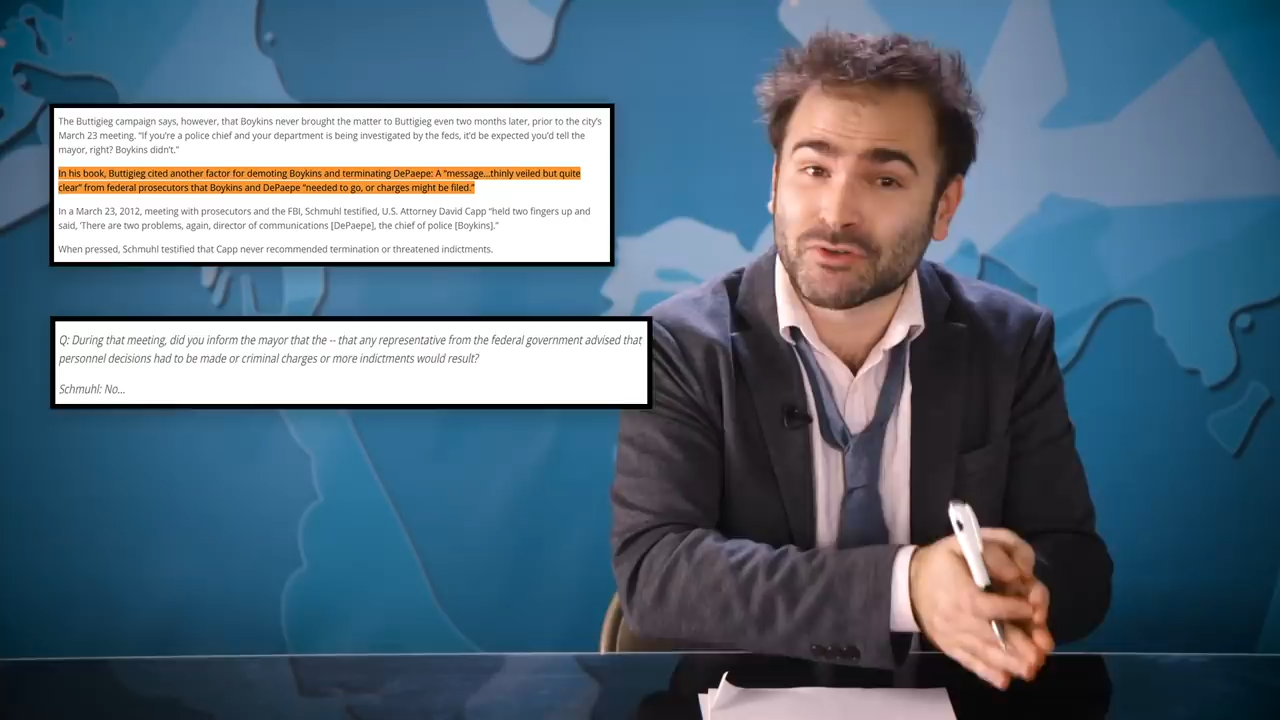 The Buttigieg campaign says, however, that Boykins never brought the matter to Buttigieg even two months later, prior to the city's
March 23 meeting. “If you're a police chief and your department is being investigated by the feds, it'd be expected you'd tell the
mayor, right? Boykins didn't.”
In his book, Buttigieg cited another factor for demoting Boykins and terminating DePaepe: A “message...thinly veiled but quite
clear” from federal prosecutors that Boykins and DePaepe “needed to go, or charges might be filed.”
In a March 23, 2012, meeting with prosecutors and the FBI, Schmuhl testified, U.S. Attorney David Capp “held two fingers up and
said, 'There are two problems, again, director of communications [DePaepe], the chief of police [Boykins].”
When pressed, Schmuhl testified that Capp never recommended termination or threatened indictments.
Q: During that meeting, did you inform the mayor that the -- that any representative from the federal government advised that
personnel decisions had to be made or criminal charges or more indictments would result?
Schmuhl: No...